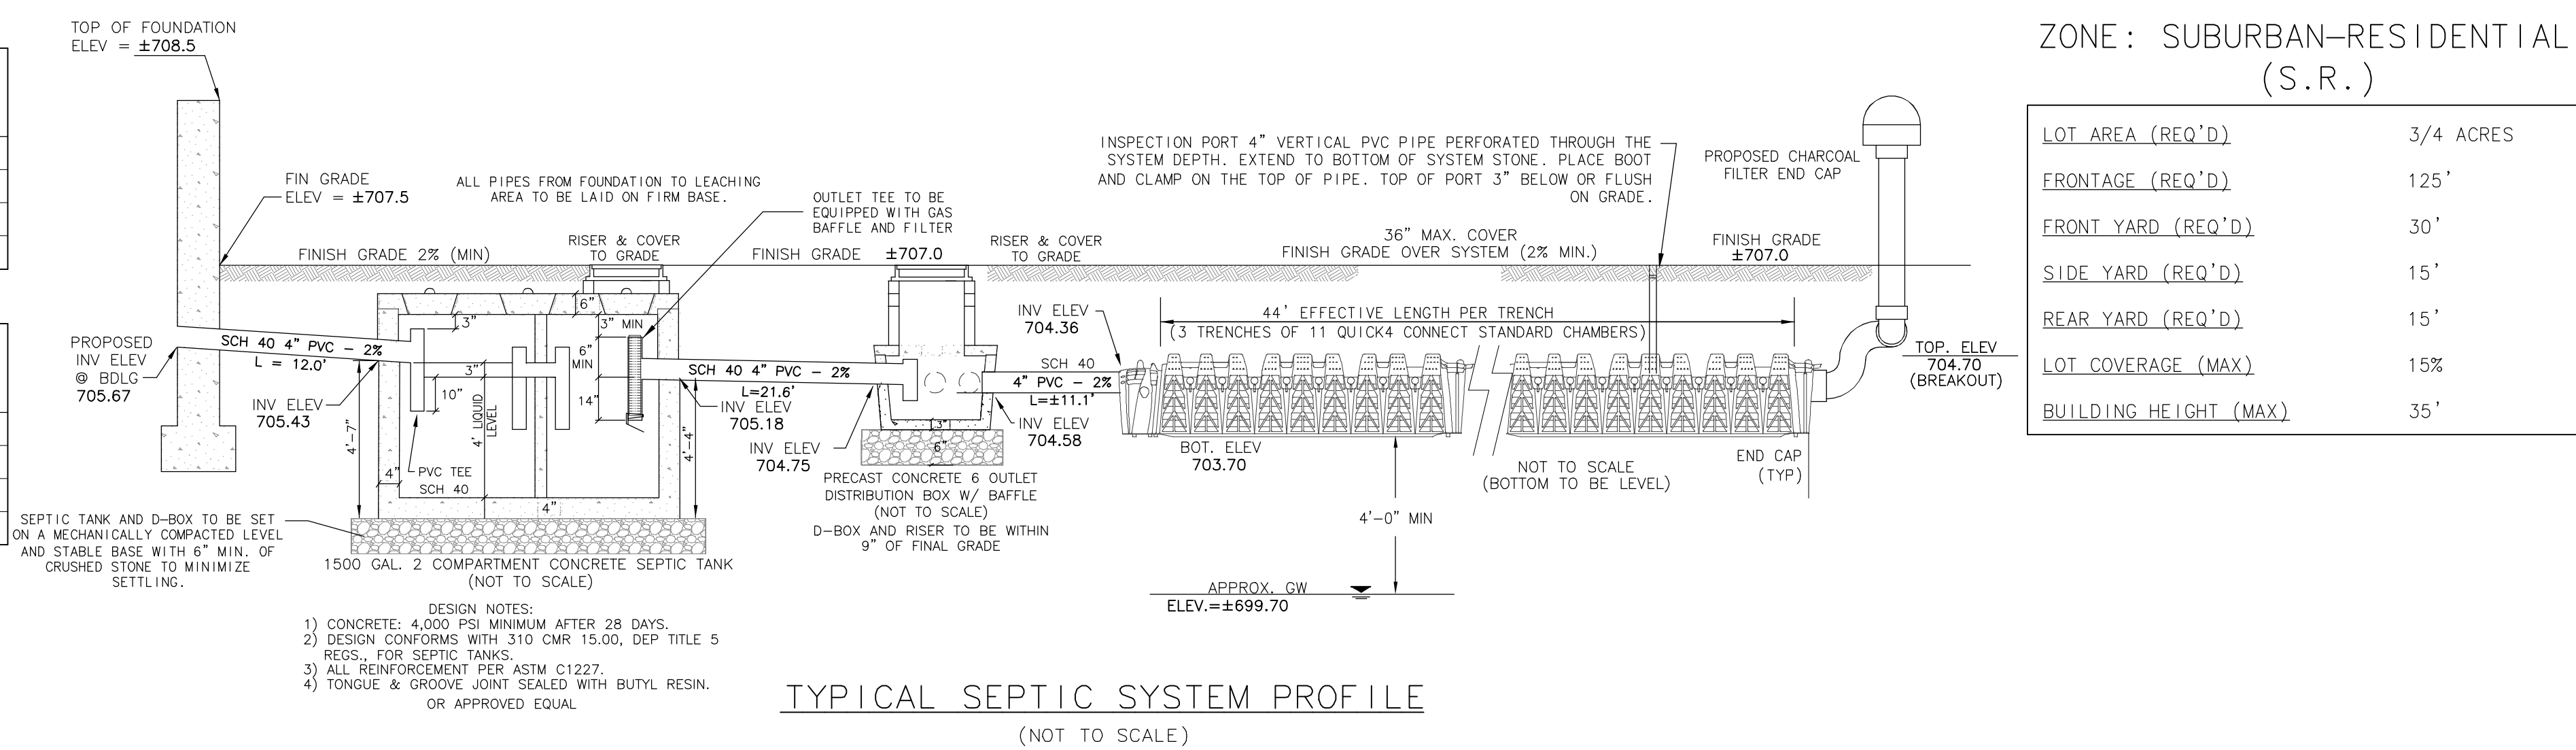 TOP OF FOUNDATION
ELEV = ±708.5
FIN GRADE
ELEV = ±707.5
ALL PIPES FROM FOUNDATION TO LEACHING
AREA TO BE LAID ON FIRM BASE.
OUTLET TEE TO BE
EQUIPPED WITH GAS
BAFFLE AND FILTER
FINISH GRADE 2% (MIN)
RISER & COVER
TO GRADE
FINISH GRADE ±707.0
RISER & COVER
TO GRADE
INSPECTION PORT 4" VERTICAL PVC PIPE PERFORATED THROUGH THE
SYSTEM DEPTH. EXTEND TO BOTTOM OF SYSTEM STONE. PLACE BOOT
AND CLAMP ON THE TOP OF PIPE. TOP OF PORT 3" BELOW OR FLUSH
ON GRADE.
36" MAX. COVER
FINISH GRADE OVER SYSTEM (2% MIN.)
PROPOSED CHARCOAL
FILTER END CAP
FINISH GRADE
±707.0
PROPOSED
INV ELEV
@ BDLG
705.67
SCH 40 4" PVC - 2%
L = 12.0'
INV ELEV
705.43
4'-7"
3"
6"
3" MIN
6"
MIN
3"
10"
14"
4' LIQUID
LEVEL
4"
PVC TEE
SCH 40
4"
4'-4"
SCH 40 4" PVC - 2%
L=21.6'
INV ELEV
705.18
INV ELEV
704.75
3"
6"
INV ELEV
704.58
INV ELEV
704.36
SCH 40
4" PVC - 2%
L=±11.1'
44' EFFECTIVE LENGTH PER TRENCH
(3 TRENCHES OF 11 QUICK4 CONNECT STANDARD CHAMBERS)
TOP. ELEV
704.70
(BREAKOUT)
BOT. ELEV
703.70
NOT TO SCALE
(BOTTOM TO BE LEVEL)
END CAP
(TYP)
4'-0" MIN
APPROX. GW
ELEV.=±699.70
PRECAST CONCRETE 6 OUTLET
DISTRIBUTION BOX W/ BAFFLE
(NOT TO SCALE)
D-BOX AND RISER TO BE WITHIN
9" OF FINAL GRADE
SEPTIC TANK AND D-BOX TO BE SET
ON A MECHANICALLY COMPACTED LEVEL
AND STABLE BASE WITH 6" MIN. OF
CRUSHED STONE TO MINIMIZE
SETTLING.
1500 GAL. 2 COMPARTMENT CONCRETE SEPTIC TANK
(NOT TO SCALE)
DESIGN NOTES:
1) CONCRETE: 4,000 PSI MINIMUM AFTER 28 DAYS.
2) DESIGN CONFORMS WITH 310 CMR 15.00, DEP TITLE 5
REGS., FOR SEPTIC TANKS.
3) ALL REINFORCEMENT PER ASTM C1227.
4) TONGUE & GROOVE JOINT SEALED WITH BUTYL RESIN.
OR APPROVED EQUAL
TYPICAL SEPTIC SYSTEM PROFILE
(NOT TO SCALE)
ZONE: SUBURBAN-RESIDENTIAL
(S.R.)
LOT AREA (REQ'D) 3/4 ACRES
FRONTAGE (REQ'D) 125'
FRONT YARD (REQ'D) 30'
SIDE YARD (REQ'D) 15'
REAR YARD (REQ'D) 15'
LOT COVERAGE (MAX) 15%
BUILDING HEIGHT (MAX) 35'